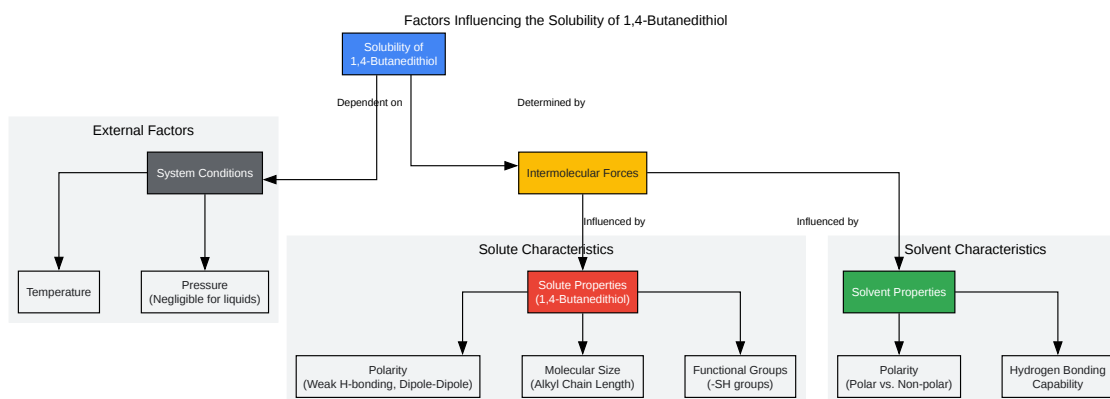 Factors Influencing the Solubility of 1,4-Butanedithiol
Solubility of
1,4-Butanedithiol
Dependent on
Determined by
External Factors
System Conditions
Intermolecular Forces
Influenced by
Influenced by
Solute Characteristics
Solvent Characteristics
Temperature
Pressure
(Negligible for liquids)
Solute Properties
(1,4-Butanedithiol)
Solvent Properties
Polarity
(Weak H-bonding, Dipole-Dipole)
Molecular Size
(Alkyl Chain Length)
Functional Groups
(-SH groups)
Polarity
(Polar vs. Non-polar)
Hydrogen Bonding
Capability